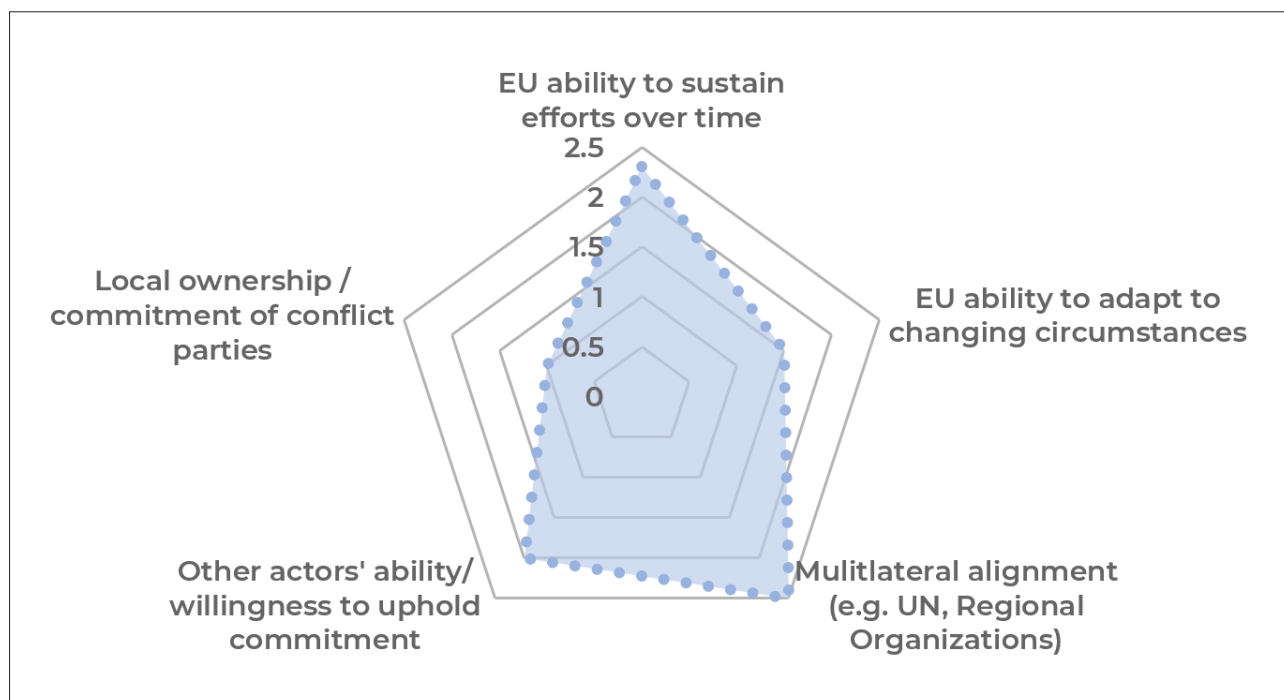 EU ability to sustain
efforts over time
2.5
2
1.5
1
0.5
0
EU ability to adapt to
changing circumstances
Mulitlateral alignment
(e.g. UN, Regional
Organizations)
Other actors' ability/
willingness to uphold
commitment
Local ownership /
commitment of conflict
parties